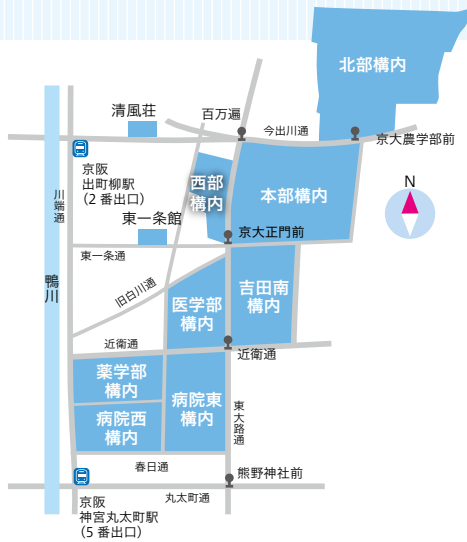 北部構内
清風荘
百万遍
今出川通
京大農学部前
京阪
出町柳駅
(2 番出口)
西部
構内
本部構内
N
川端通
東一条館
京大正門前
東一条通
鴨川
旧白川通
吉田南
構内
医学部
構内
近衛通
近衛通
薬学部
構内
病院東
構内
病院西
構内
東大路通
春日通
熊野神社前
丸太町通
京阪
神宮丸太町駅
(5 番出口)